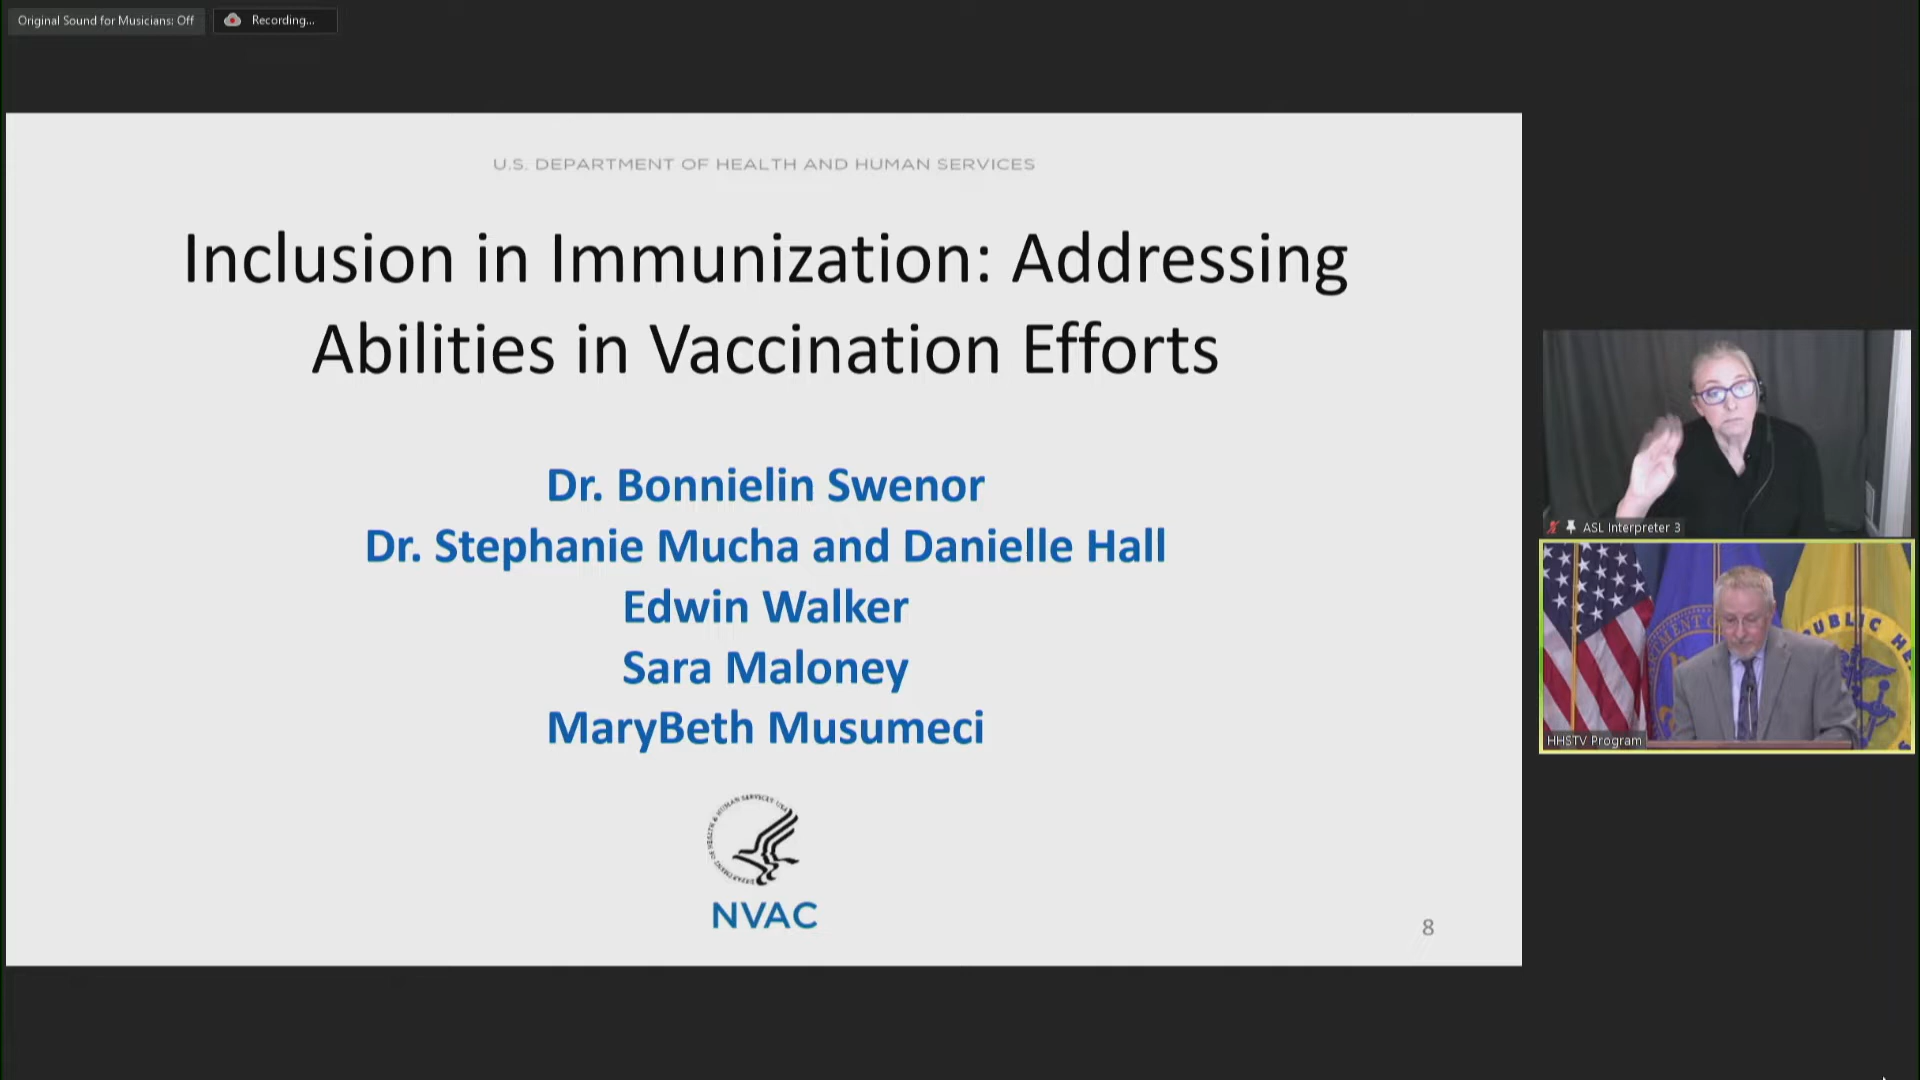 Original Sound for Musicians: Off
Recording...
U.S. DEPARTMENT OF HEALTH AND HUMAN SERVICES
Inclusion in Immunization: Addressing
Abilities in Vaccination Efforts
Dr. Bonnielin Swenor
Dr. Stephanie Mucha and Danielle Hall
Edwin Walker
Sara Maloney
MaryBeth Musumeci
NVAC
8
ASL Interpreter 3
PUBLIC HE
HHSTV Program